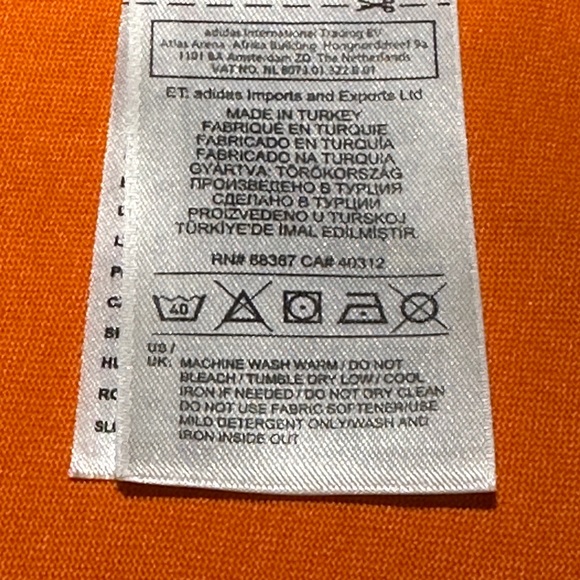 adidas International Trading BV
Atlas Arena Afrika Building Hoogoorddreef 9a
1101 BA Amsterdam ZO The Netherlands
VAT NO. NL 8073.01.322.B.01
ET: adidas Imports and Exports Ltd
MADE IN TURKEY
FABRIQUÉ EN TURQUIE
FABRICADO EN TURQUÍA
FABRICADO NA TURQUIA
GYÁRTVA: TÖRÖKORSZÁG
ПРОИЗВЕДЕНО В ТУРЦИЯ
СДЕЛАНО В ТУРЦИИ
PROIZVEDENO U TURSKOJ
TÜRKİYE'DE İMAL EDİLMİŞTİR.
RN# 88387 CA# 40312
40
US /
UK: MACHINE WASH WARM / DO NOT
BLEACH / TUMBLE DRY LOW / COOL
IRON IF NEEDED / DO NOT DRY CLEAN
DO NOT USE FABRIC SOFTENER/USE
MILD DETERGENT ONLY/WASH AND
IRON INSIDE OUT